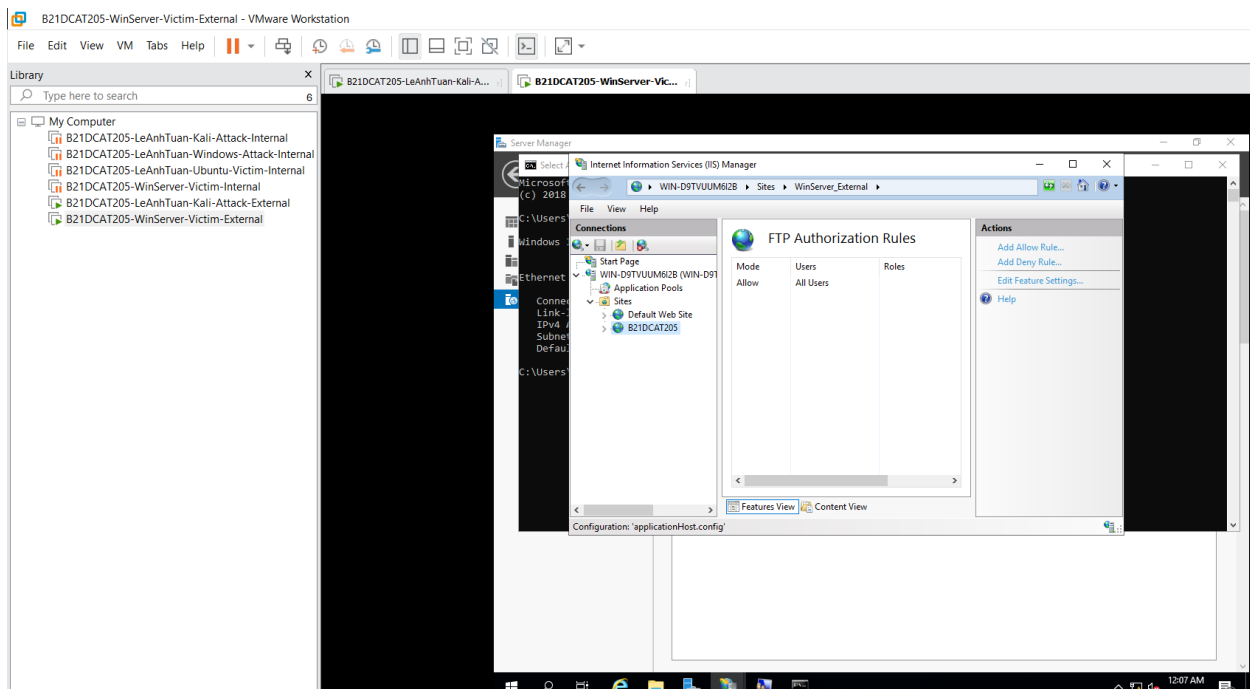 B21DCAT205-WinServer-Victim-External - VMware Workstation
File Edit View VM Tabs Help
Library X
Type here to search 6
My Computer
B21DCAT205-LeAnhTuan-Kali-Attack-Internal
B21DCAT205-LeAnhTuan-Windows-Attack-Internal
B21DCAT205-LeAnhTuan-Ubuntu-Victim-Internal
B21DCAT205-WinServer-Victim-Internal
B21DCAT205-LeAnhTuan-Kali-Attack-External
B21DCAT205-WinServer-Victim-External
B21DCAT205-LeAnhTuan-Kali-A...
B21DCAT205-WinServer-Vic...
Server Manager
Select
Microsof
(c) 2018
C:\Users
Windows
Ethernet
Connec
Link-
IPv4 A
Subne
Defau
C:\Users
Internet Information Services (IIS) Manager
WIN-D9TVUUM6I2B Sites WinServer_External
File View Help
Connections
Start Page
WIN-D9TVUUM6I2B (WIN-D9T
Application Pools
Sites
Default Web Site
B21DCAT205
FTP Authorization Rules
Mode Users Roles
Allow All Users
Features View Content View
Actions
Add Allow Rule...
Add Deny Rule...
Edit Feature Settings...
Help
Configuration: 'applicationHost.config'
12:07 AM